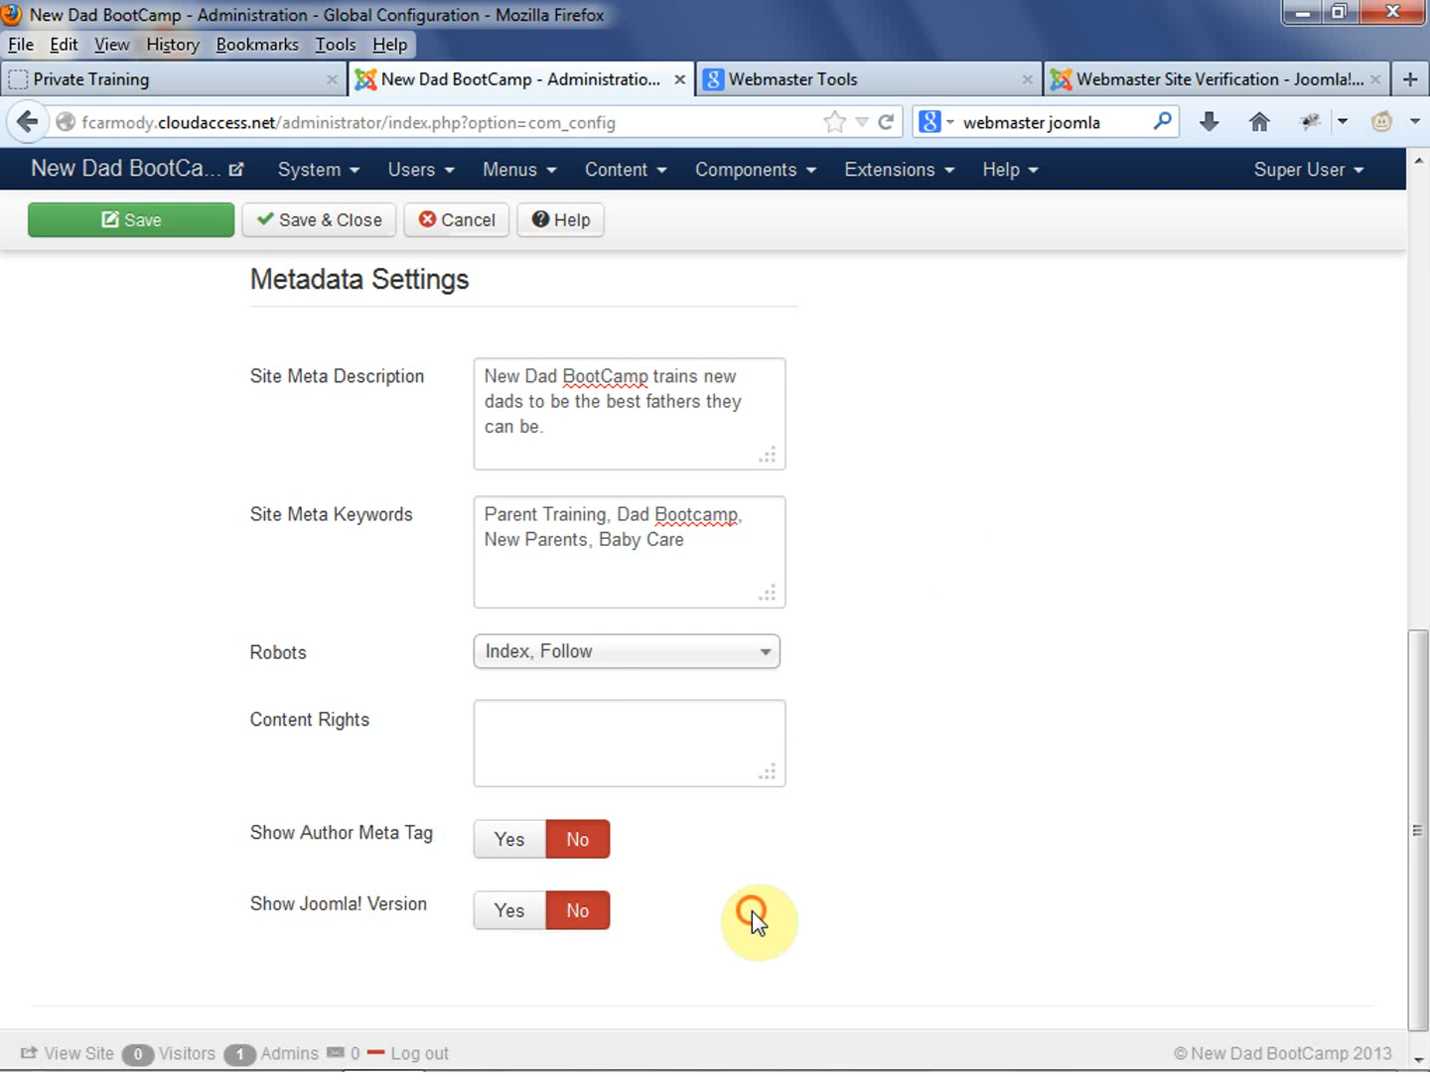 New Dad BootCamp - Administration - Global Configuration - Mozilla Firefox
File Edit View History Bookmarks Tools Help
Private Training × New Dad BootCamp - Administratio... × Webmaster Tools × Webmaster Site Verification - Joomla!... ×
fcarmody.cloudaccess.net/administrator/index.php?option=com_config webmaster joomla
New Dad BootCa... System Users Menus Content Components Extensions Help Super User
Save Save & Close Cancel Help
Metadata Settings
Site Meta Description
New Dad BootCamp trains new
dads to be the best fathers they
can be.
Site Meta Keywords
Parent Training, Dad Bootcamp,
New Parents, Baby Care
Robots
Index, Follow
Content Rights
Show Author Meta Tag
Yes No
Show Joomla! Version
Yes No
View Site 0 Visitors 1 Admins 0 Log out © New Dad BootCamp 2013